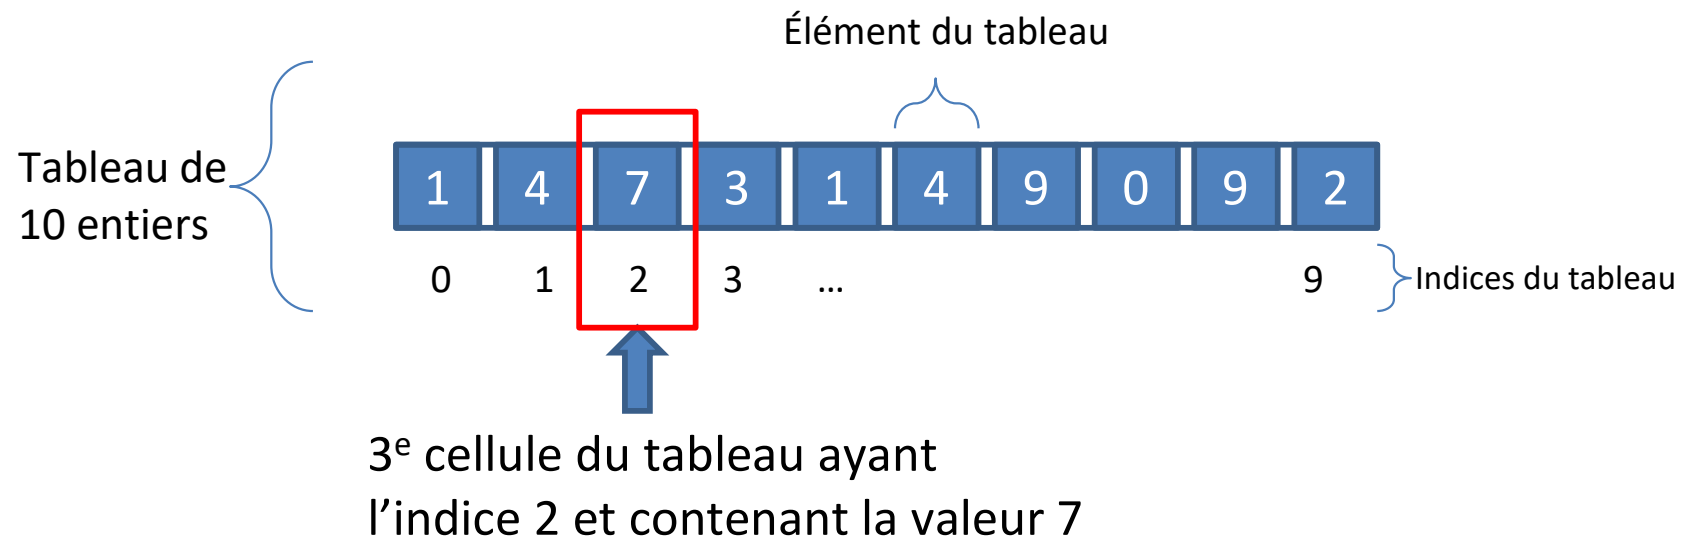 Élément du tableau
Tableau de
10 entiers
1 4 7 3 1 4 9 0 9 2
0 1 2 3 ... 9
Indices du tableau
3e cellule du tableau ayant
l’indice 2 et contenant la valeur 7